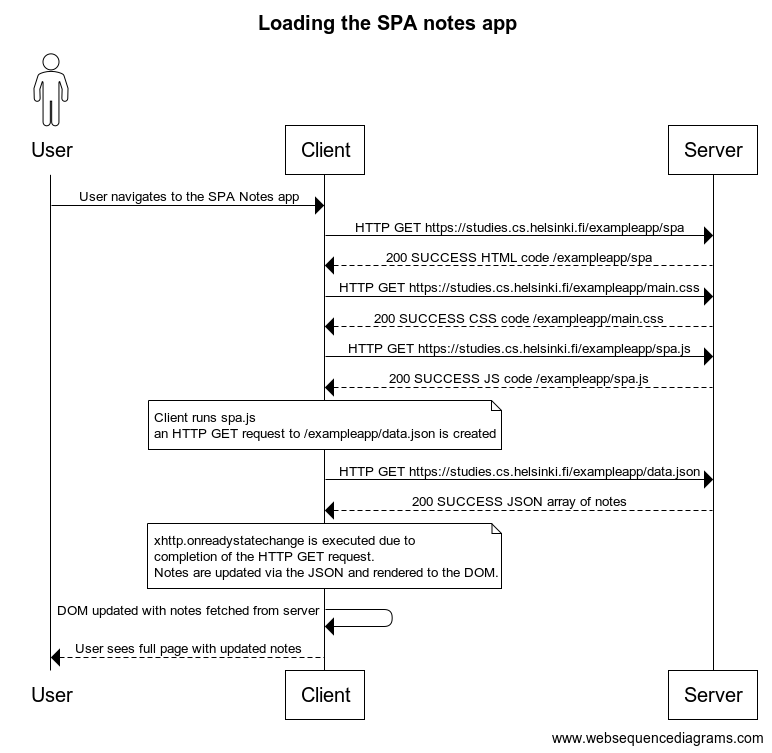 Loading the SPA notes app
User
Client
Server
User navigates to the SPA Notes app
HTTP GET https://studies.cs.helsinki.fi/exampleapp/spa
200 SUCCESS HTML code /exampleapp/spa
HTTP GET https://studies.cs.helsinki.fi/exampleapp/main.css
200 SUCCESS CSS code /exampleapp/main.css
HTTP GET https://studies.cs.helsinki.fi/exampleapp/spa.js
200 SUCCESS JS code /exampleapp/spa.js
Client runs spa.js
an HTTP GET request to /exampleapp/data.json is created
HTTP GET https://studies.cs.helsinki.fi/exampleapp/data.json
200 SUCCESS JSON array of notes
xhttp.onreadystatechange is executed due to
completion of the HTTP GET request.
Notes are updated via the JSON and rendered to the DOM.
DOM updated with notes fetched from server
User sees full page with updated notes
User
Client
Server
www.websequencediagrams.com